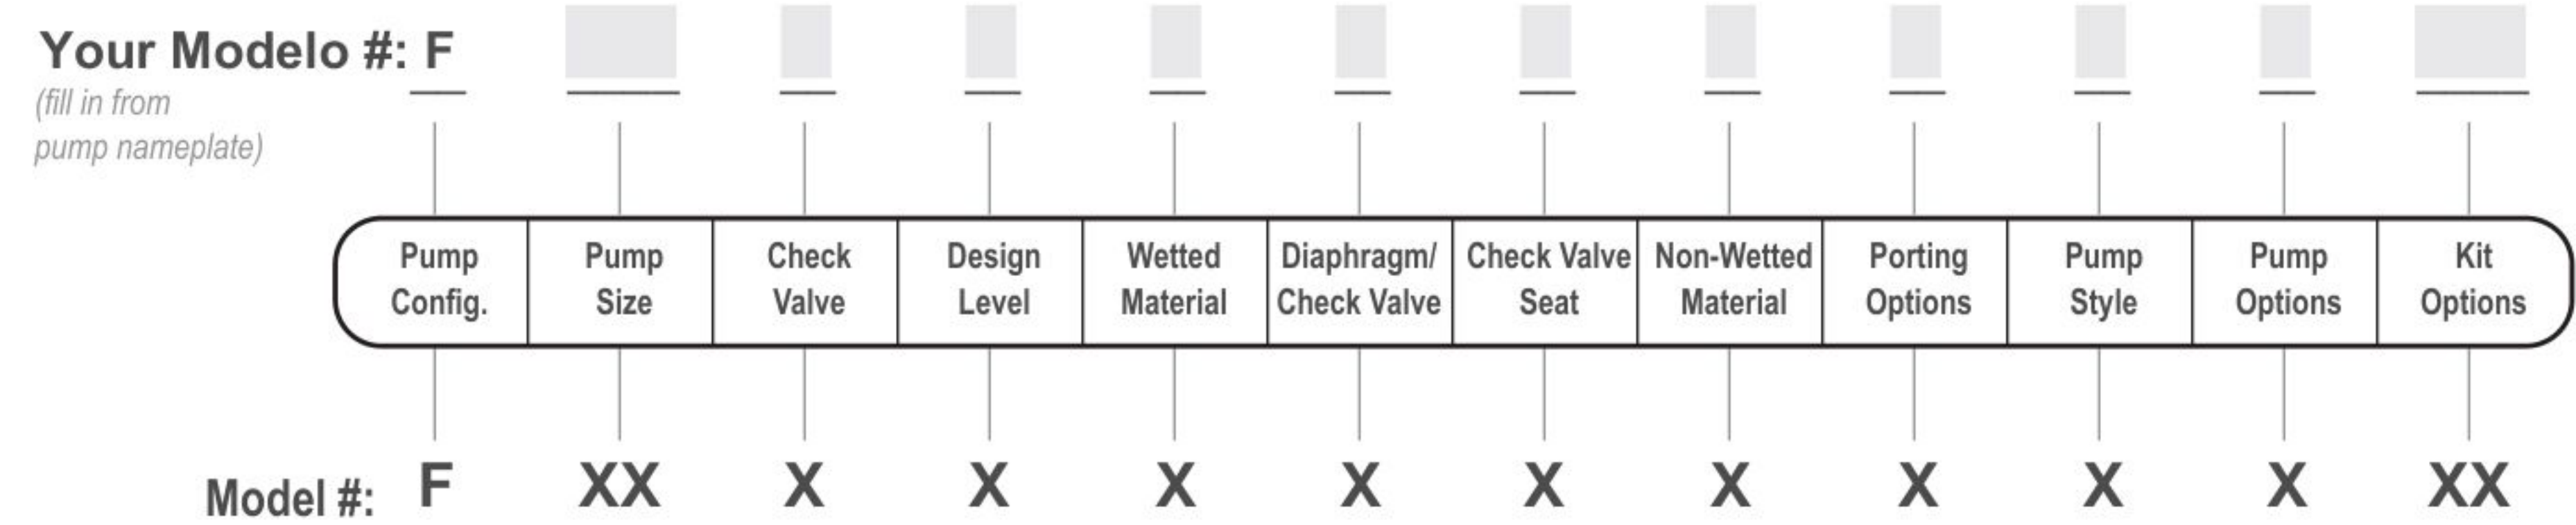 Your Modelo #: F
(fill in from
pump nameplate)
Pump Config. Pump Size Check Valve Design Level Wetted Material Diaphragm/ Check Valve Check Valve Seat Non-Wetted Material Porting Options Pump Style Pump Options Kit Options
Model #: F XX X X X X X X X X X XX